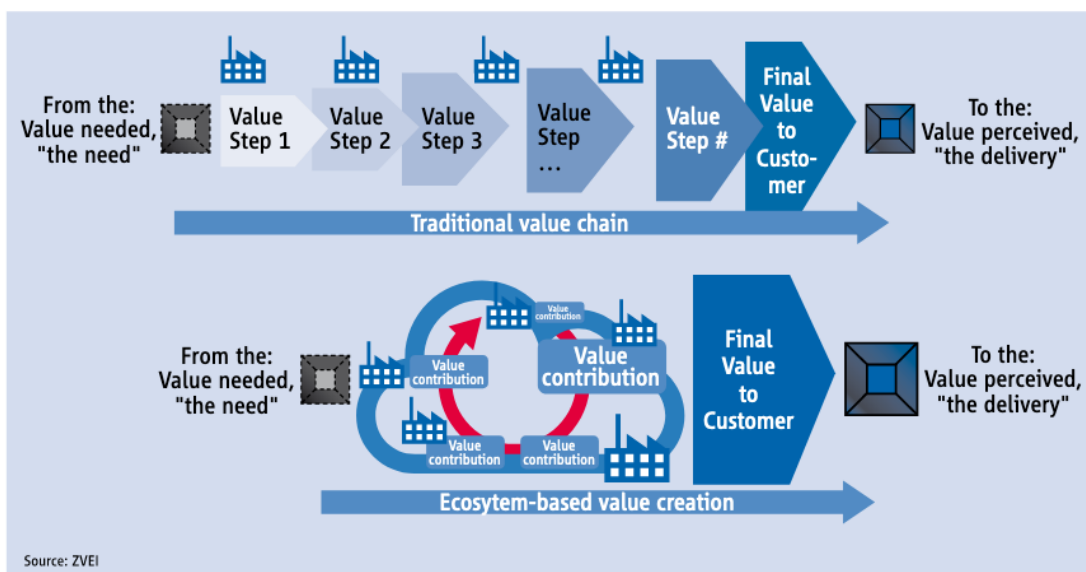 From the:
Value needed,
"the need"
Value
Step 1
Value
Step 2
Value
Step 3
Value
Step
...
Value
Step #
Final
Value
to
Custo-
mer
To the:
Value perceived,
"the delivery"
Traditional value chain
From the:
Value needed,
"the need"
Value
contribution
Value
contribution
Value
contribution
Value
contribution
Value
contribution
Final
Value
to
Customer
To the:
Value perceived,
"the delivery"
Ecosytem-based value creation
Source: ZVEI